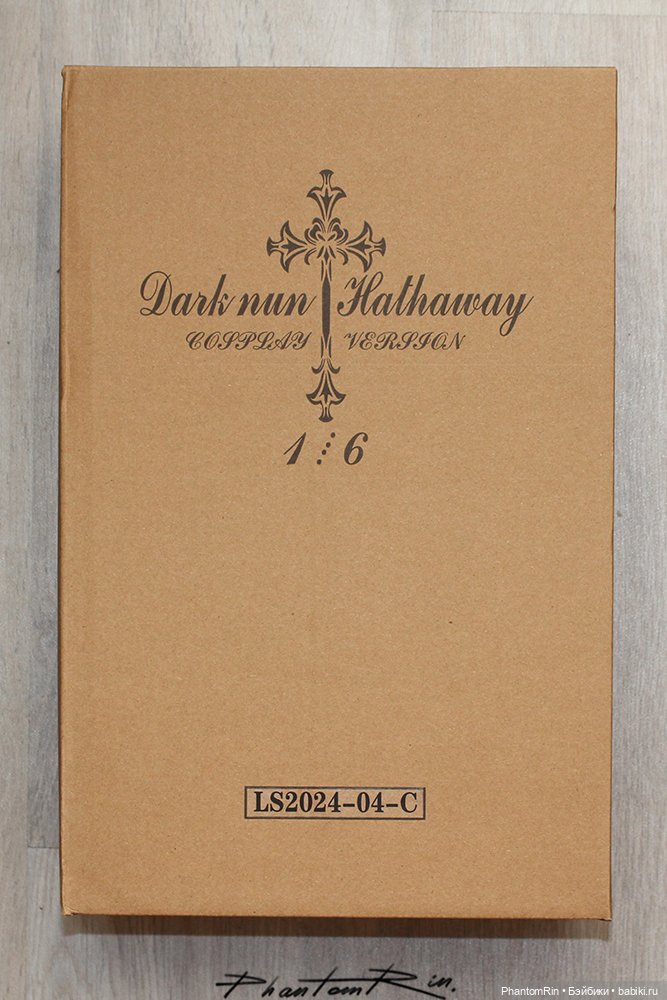 Dark nun Hathaway
COSPLAY VERSION
1 : 6
LS2024-04-C
PhantomRin.
PhantomRin • Бэйбики • babiki.ru